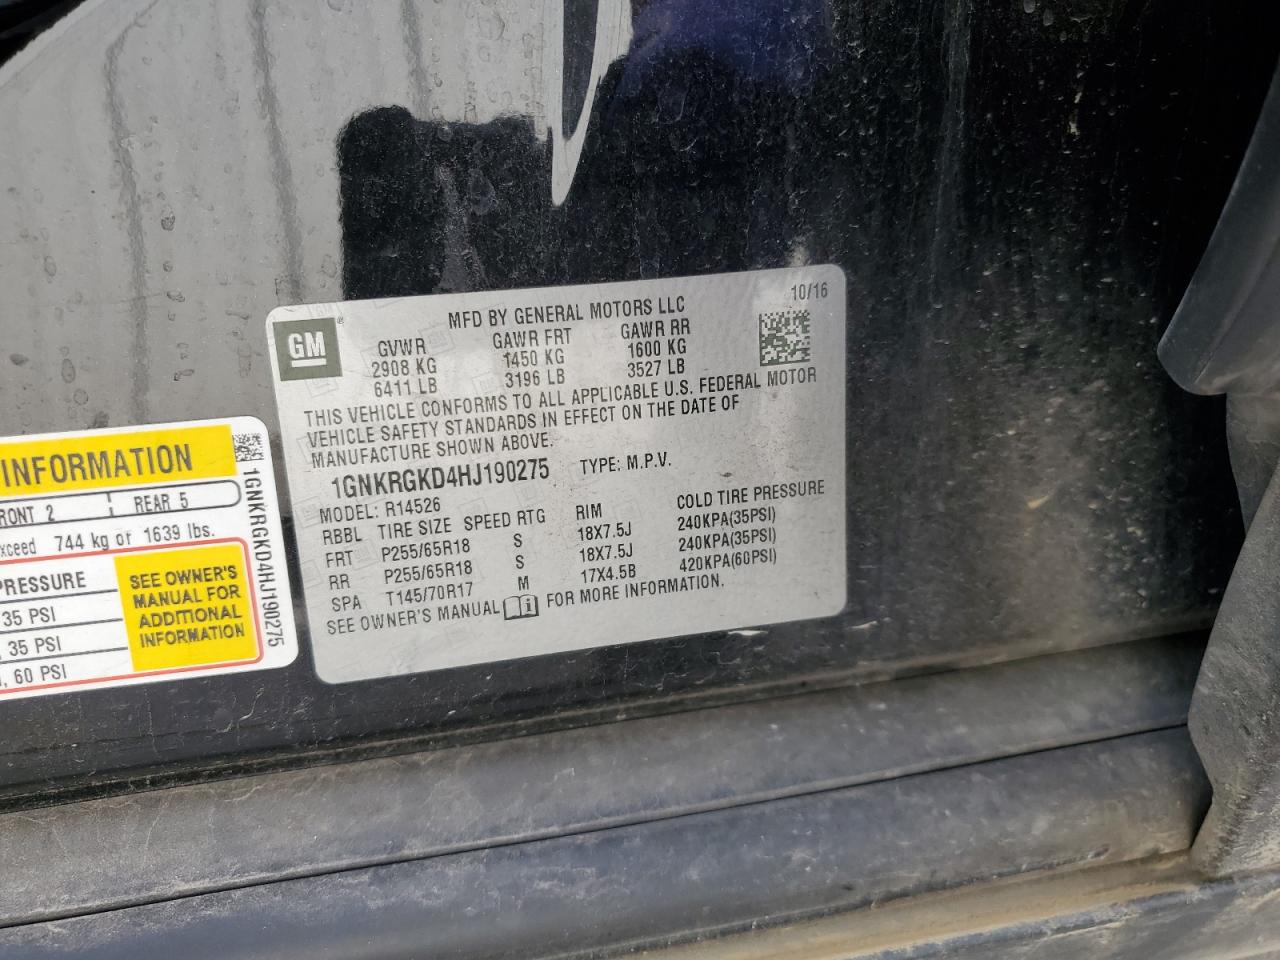 INFORMATION
FRONT 2 REAR 5
exceed 744 kg or 1639 lbs.
PRESSURE
35 PSI
35 PSI
60 PSI
SEE OWNER'S
MANUAL FOR
ADDITIONAL
INFORMATION
1GNKRGKD4HJ190275
GM
MFD BY GENERAL MOTORS LLC
10/16
GVWR GAWR FRT GAWR RR
2908 KG 1450 KG 1600 KG
6411 LB 3196 LB 3527 LB
THIS VEHICLE CONFORMS TO ALL APPLICABLE U.S. FEDERAL MOTOR
VEHICLE SAFETY STANDARDS IN EFFECT ON THE DATE OF
MANUFACTURE SHOWN ABOVE.
1GNKRGKD4HJ190275 TYPE: M.P.V.
MODEL: R14526
RBBL TIRE SIZE SPEED RTG RIM COLD TIRE PRESSURE
FRT P255/65R18 S 18X7.5J 240KPA(35PSI)
RR P255/65R18 S 18X7.5J 240KPA(35PSI)
SPA T145/70R17 M 17X4.5B 420KPA(60PSI)
SEE OWNER'S MANUAL FOR MORE INFORMATION.